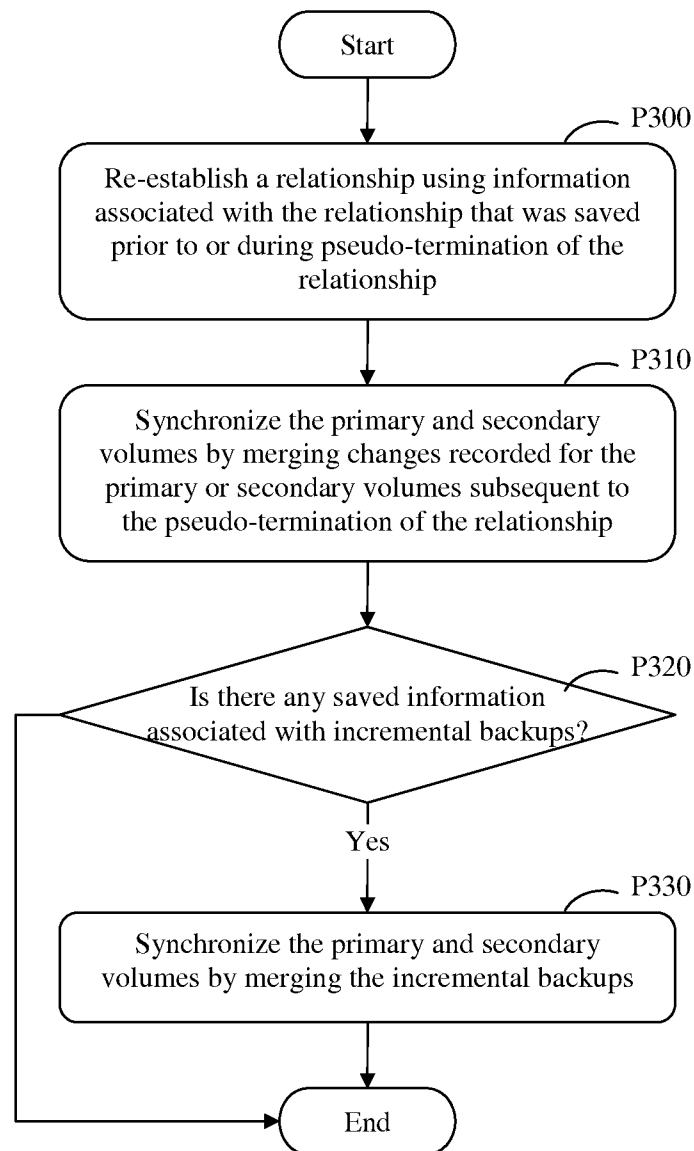 Start
P300
Re-establish a relationship using information
associated with the relationship that was saved
prior to or during pseudo-termination of the
relationship
P310
Synchronize the primary and secondary
volumes by merging changes recorded for the
primary or secondary volumes subsequent to
the pseudo-termination of the relationship
P320
Is there any saved information
associated with incremental backups?
Yes
P330
Synchronize the primary and secondary
volumes by merging the incremental backups
End